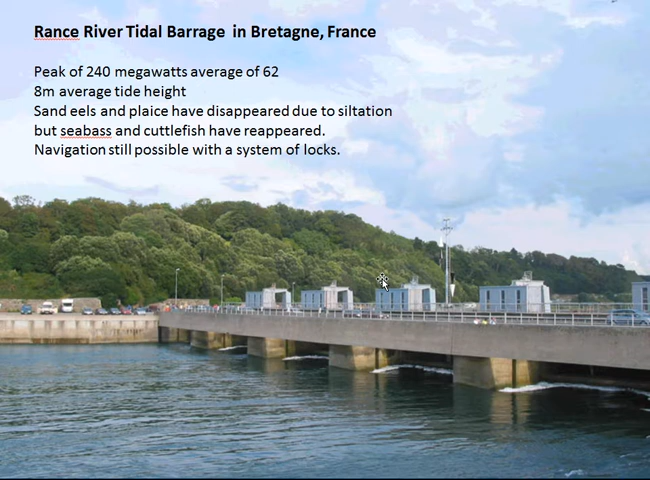 Rance River Tidal Barrage in Bretagne, France
Peak of 240 megawatts average of 62
8m average tide height
Sand eels and plaice have disappeared due to siltation
but seabass and cuttlefish have reappeared.
Navigation still possible with a system of locks.